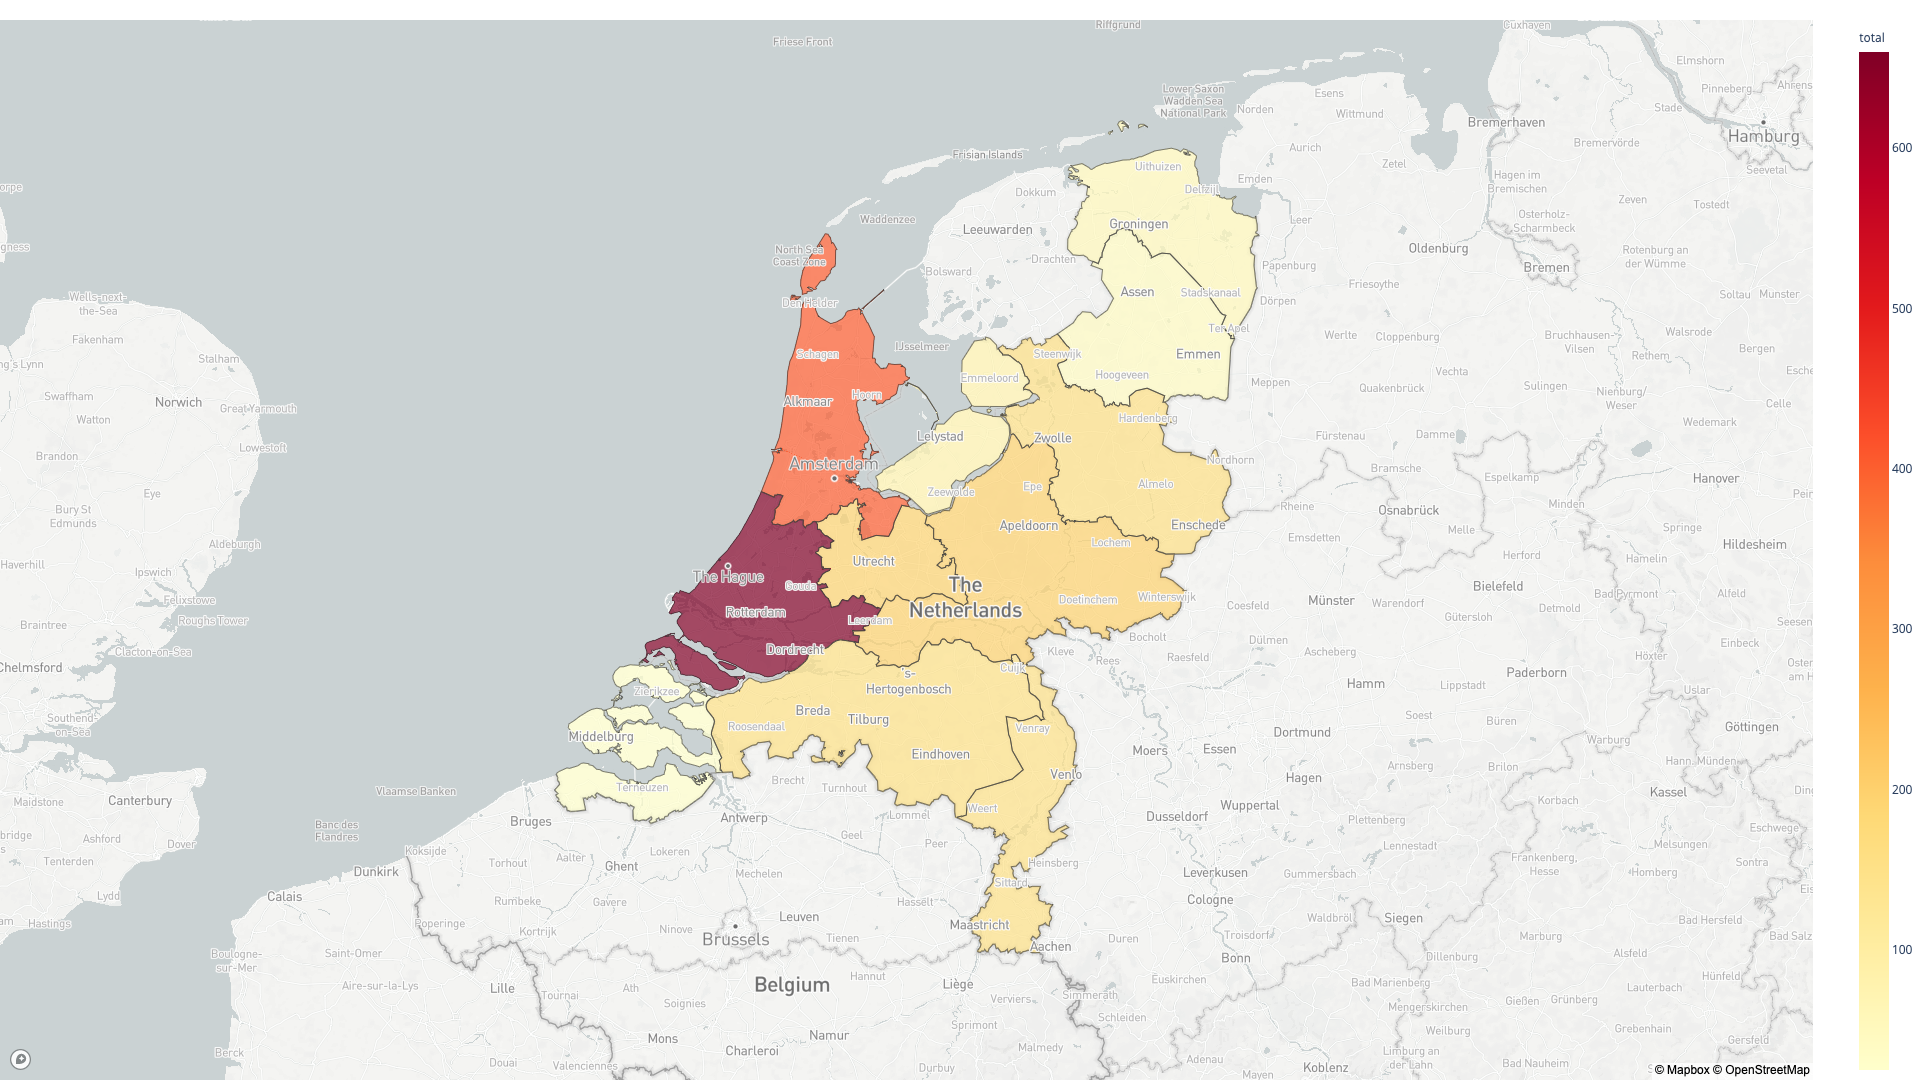 Riffgrund
Cuxhaven
Friese Front
total
Elmshorn
Lower Saxon
Wadden Sea
National Park
Esens
Pinneberg
Ahrens
Norden
Wittmund
Stade
Bremerhaven
Hamburg
600
Aurich
Bremervörde
Frisian Islands
Zetel
Uithuizen
Seevetal
Emden
Hagen im
Bremischen
orpe
Dokkum
Delfzijl
Zeven
Tostedt
Waddenzee
Leer
Osterholz-
Scharmbeck
Groningen
Leeuwarden
gness
North Sea
Coast Zone
Oldenburg
Rotenburg an
der Wümme
Drachten
Papenburg
Bremen
Bolsward
Friesoythe
Assen
Stadskanaal
Soltau
Munster
Wells-next-
the-Sea
Den Helder
Dörpen
500
Ter Apel
Fakenham
Werlte
Cloppenburg
Bruchhausen-
Vilsen
Walsrode
IJsselmeer
Bergen
Stalham
Schagen
Steenwijk
Emmen
Rethem
ng's Lynn
Emmeloord
Hoogeveen
Vechta
Esche
Meppen
Quakenbrück
Sulingen
Nienburg/
Weser
Swaffham
Norwich
Alkmaar
Hoorn
Celle
Great Yarmouth
Watton
Hardenberg
Wedemark
Lelystad
Zwolle
Fürstenau
Damme
Lowestoft
Brandon
Amsterdam
Nordhorn
Bramsche
400
Espelkamp
Hanover
Eye
Zeewolde
Epe
Almelo
Peir
Minden
Bury St
Edmunds
Rheine
Osnabrück
Apeldoorn
Enschede
Melle
Springe
Aldeburgh
Lochem
Emsdetten
Hildesheim
Haverhill
Ipswich
Utrecht
Herford
Hamelin
The Hague
Gouda
The
Netherlands
Bielefeld
Felixstowe
Doetinchem
Winterswijk
Münster
Warendorf
Coesfeld
Bad Pyrmont
Alfeld
Rotterdam
Detmold
Gütersloh
Braintree
Roughs Tower
Leerdam
Seesen
300
Bocholt
Dülmen
Einbeck
Clacton-on-Sea
Dordrecht
Kleve
Rees
Raesfeld
Ascheberg
Höxter
Chelmsford
Cuijk
Oster
am H
Paderborn
's-
Hertogenbosch
Hamm
Lippstadt
Zierikzee
Uslar
Breda
Tilburg
Soest
Büren
Southend-
on-Sea
Roosendaal
Venray
Göttingen
Middelburg
Dortmund
Warburg
Eindhoven
Moers
Essen
Hann. Münden
Arnsberg
Brilon
Venlo
Hagen
Brecht
Terneuzen
Turnhout
Vlaamse Banken
Kassel
Ding
200
Maidstone
Canterbury
Wuppertal
Korbach
Weert
Lommel
Dusseldorf
Plettenberg
Bruges
Antwerp
Banc des
Flandres
Eschwege
bridge
Ashford
Geel
Dover
Peer
Lennestadt
Melsungen
Koksijde
Aalter
Lokeren
Frankenberg,
Hesse
Sontra
Tenterden
Torhout
Ghent
Heinsberg
Dunkirk
Mechelen
Leverkusen
Gummersbach
Homberg
Sittard
Lydd
Calais
Rumbeke
Gavere
Hasselt
Cologne
Eis
Hastings
Poperinge
Leuven
Maastricht
Waldbröl
Siegen
Bad Hersfeld
Kortrijk
Ninove
Brussels
Tienen
Duren
Troisdorf
Marburg
Bad Salz
Aachen
100
Boulogne-
sur-Mer
Saint-Omer
Bonn
Dillenburg
Alsfeld
Euskirchen
Hünfeld
Aire-sur-la-Lys
Lille
Belgium
Hannut
Liège
Bad Marienberg
Lauterbach
Tournai
Ath
Soignies
Verviers
Simmerath
Gießen
Grünberg
Mengerskirchen
Schleiden
Sprimont
Weilburg
Grebenhain
Mons
Namur
Gersfeld
Berck
Charleroi
Malmedy
Limburg an
der Lahn
Douai
Valenciennes
Adenau
Durbuy
Mayen
Koblenz
Bad Nauheim
© Mapbox © OpenStreetMap